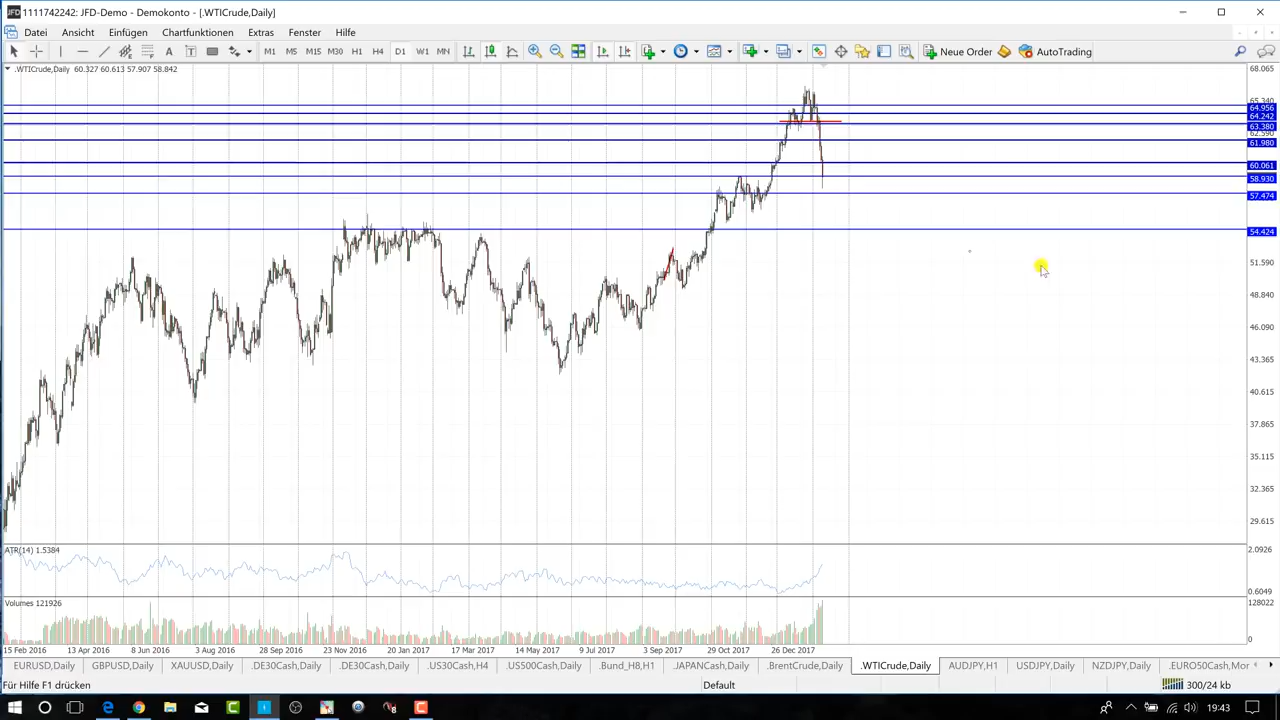 1111742242: JFD-Demo - Demokonto - [.WTICrude,Daily]
Datei Ansicht Einfügen Chartfunktionen Extras Fenster Hilfe
A T M1 M5 M15 M30 H1 H4 D1 W1 MN Neue Order AutoTrading
.WTICrude,Daily 60.327 60.613 57.907 58.842
68.065
65.340
64.956
64.242
63.380
62.390
61.980
60.061
58.930
57.474
54.424
51.590
48.840
46.090
43.365
40.615
37.865
35.115
32.365
29.615
ATR(14) 1.5384
2.0926
0.6049
Volumes 121926
128022
0
15 Feb 2016 13 Apr 2016 8 Jun 2016 3 Aug 2016 28 Sep 2016 23 Nov 2016 20 Jan 2017 17 Mar 2017 14 May 2017 9 Jul 2017 3 Sep 2017 29 Oct 2017 26 Dec 2017
EURUSD,Daily GBPUSD,Daily XAUUSD,Daily .DE30Cash,Daily .DE30Cash,Daily .US30Cash,H4 .US500Cash,Daily .Bund_H8,H1 .JAPANCash,Daily .BrentCrude,Daily .WTICrude,Daily AUDJPY,H1 USDJPY,Daily NZDJPY,Daily .EURO50Cash,Mor
Für Hilfe F1 drücken Default 300/24 kb
19:43